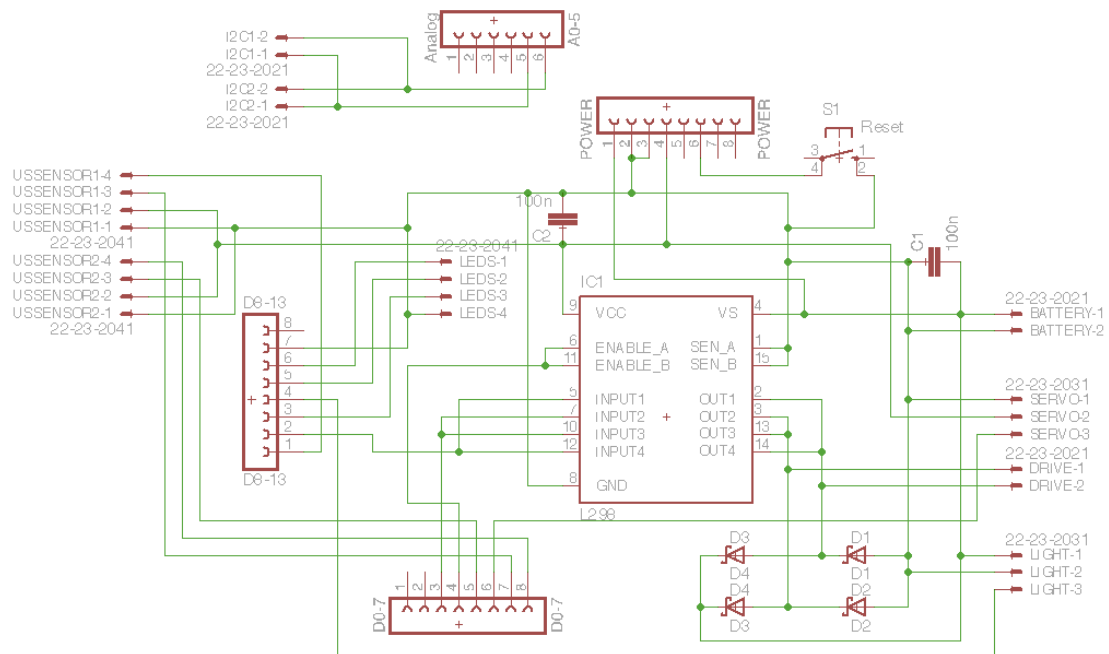 I2C1-2
I2C1-1
22-23-2021
I2C2-2
I2C2-1
22-23-2021
Analog
1
2
3
4
5
6
A0-5
POWER
1
2
3
4
5
6
7
8
POWER
S1
Reset
3
4
1
2
USSENSOR1-4
USSENSOR1-3
USSENSOR1-2
USSENSOR1-1
22-23-2041
USSENSOR2-4
USSENSOR2-3
USSENSOR2-2
USSENSOR2-1
22-23-2041
100n
C2
C1
100n
22-23-2041
LEDS-1
LEDS-2
LEDS-3
LEDS-4
D8-13
8
7
6
5
4
3
2
1
D8-13
IC1
9 VCC
VS 4
6 ENABLE_A
SEN_A 1
11 ENABLE_B
SEN_B 15
5 INPUT1
OUT1 2
7 INPUT2
OUT2 3
10 INPUT3
OUT3 13
12 INPUT4
OUT4 14
8 GND
L298
22-23-2021
BATTERY-1
BATTERY-2
22-23-2031
SERVO-1
SERVO-2
SERVO-3
22-23-2021
DRIVE-1
DRIVE-2
22-23-2031
LIGHT-1
LIGHT-2
LIGHT-3
D3
D1
D4
D1
D4
D2
D3
D2
D0-7
1
2
3
4
5
6
7
8
D0-7